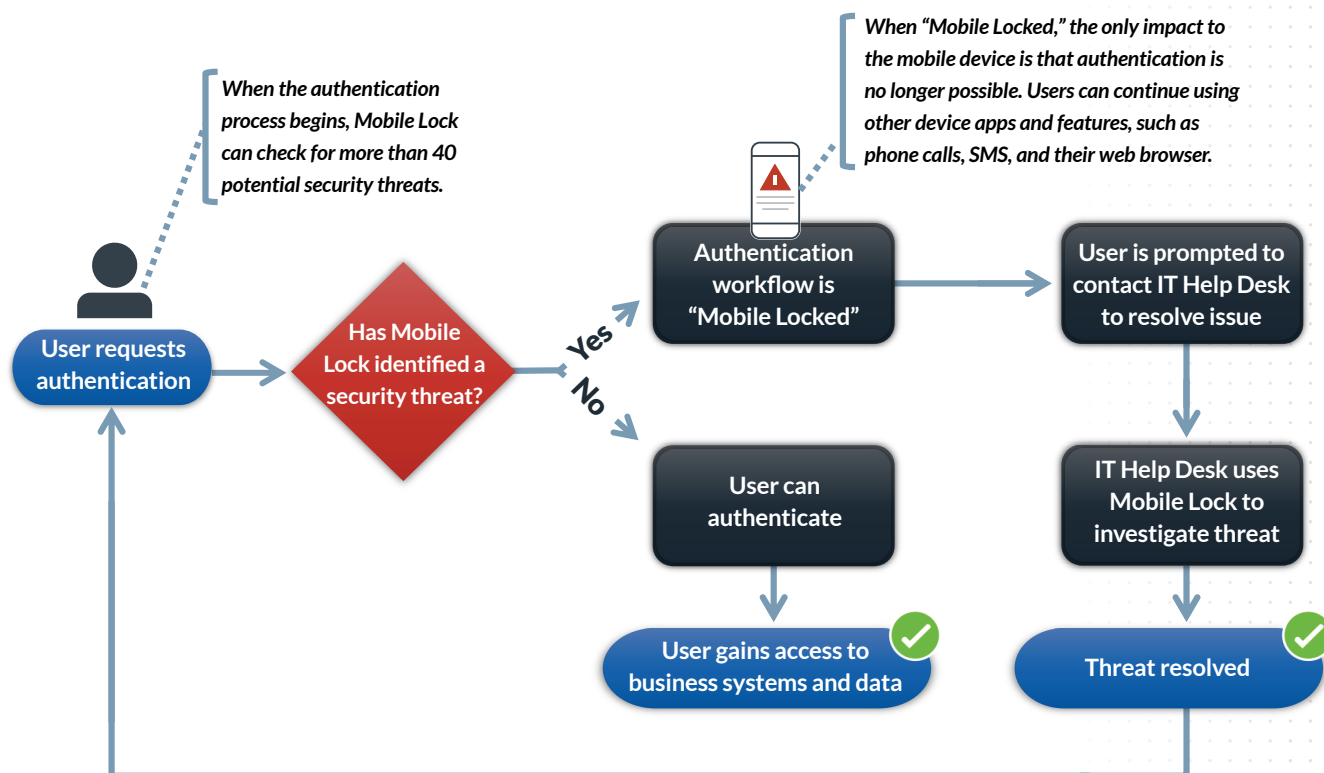 When the authentication
process begins, Mobile Lock
can check for more than 40
potential security threats.
When “Mobile Locked,” the only impact to
the mobile device is that authentication is
no longer possible. Users can continue using
other device apps and features, such as
phone calls, SMS, and their web browser.
User requests
authentication
Has Mobile
Lock identified a
security threat?
Yes
No
Authentication
workflow is
“Mobile Locked”
User is prompted to
contact IT Help Desk
to resolve issue
User can
authenticate
IT Help Desk uses
Mobile Lock to
investigate threat
User gains access to
business systems and data
Threat resolved